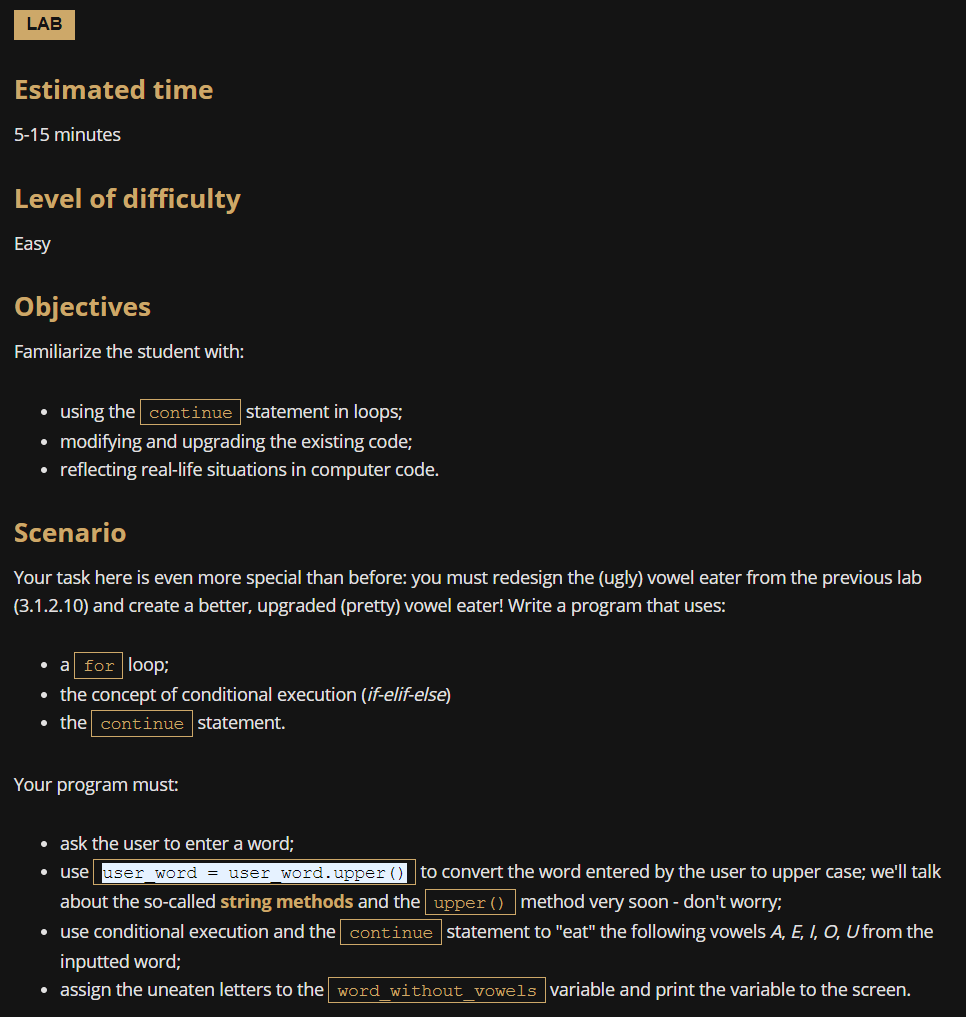 LAB
Estimated time
5-15 minutes
Level of difficulty
Easy
Objectives
Familiarize the student with:
• using the continue statement in loops;
• modifying and upgrading the existing code;
• reflecting real-life situations in computer code.
Scenario
Your task here is even more special than before: you must redesign the (ugly) vowel eater from the previous lab
(3.1.2.10) and create a better, upgraded (pretty) vowel eater! Write a program that uses:
• a for loop;
• the concept of conditional execution (if-elif-else)
• the continue statement.
Your program must:
• ask the user to enter a word;
• use user_word = user_word.upper() to convert the word entered by the user to upper case; we'll talk
about the so-called string methods and the upper() method very soon - don't worry;
• use conditional execution and the continue statement to "eat" the following vowels A, E, I, O, U from the
inputted word;
• assign the uneaten letters to the word_without_vowels variable and print the variable to the screen.